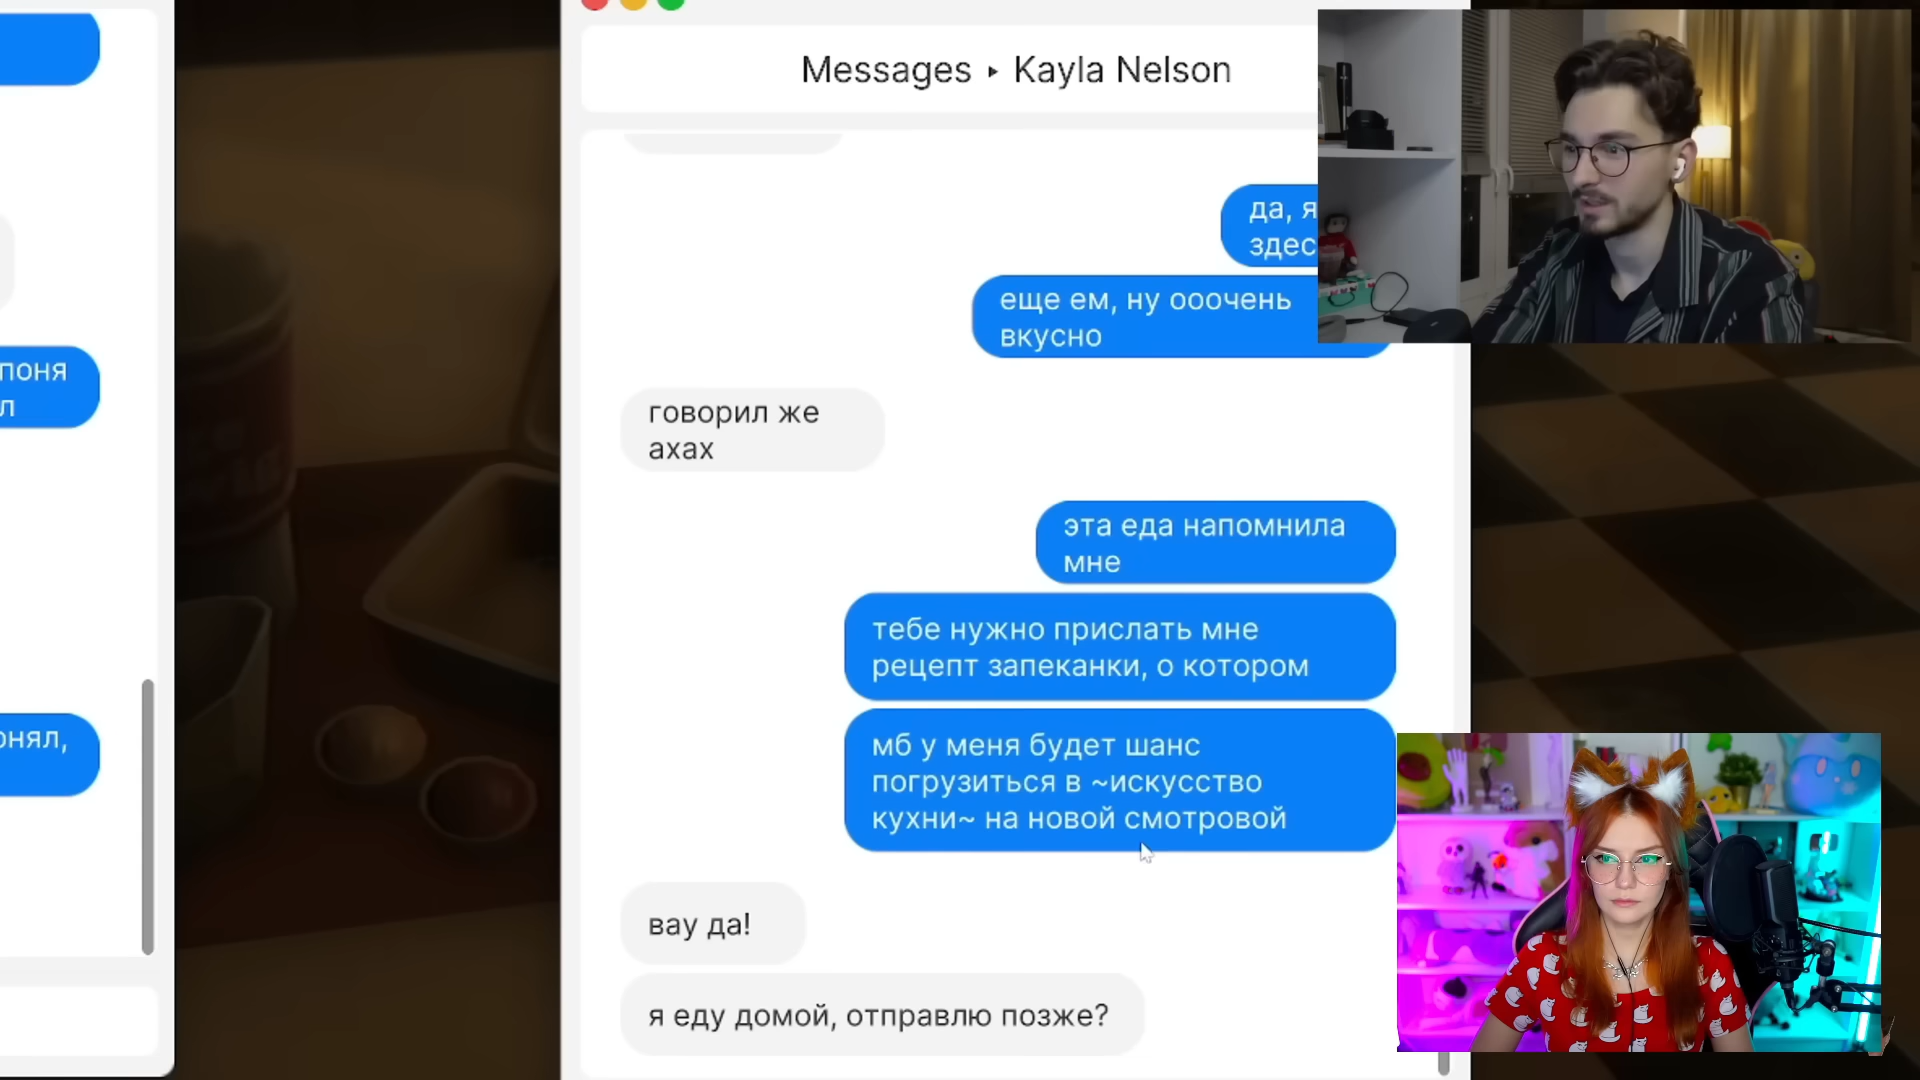 Messages ▸ Kayla Nelson
да, я
здес
еще ем, ну ооочень
вкусно
говорил же
ахах
эта еда напомнила
мне
тебе нужно прислать мне
рецепт запеканки, о котором
мб у меня будет шанс
погрузиться в ~искусство
кухни~ на новой смотровой
вау да!
я еду домой, отправлю позже?
поня
л
онял,